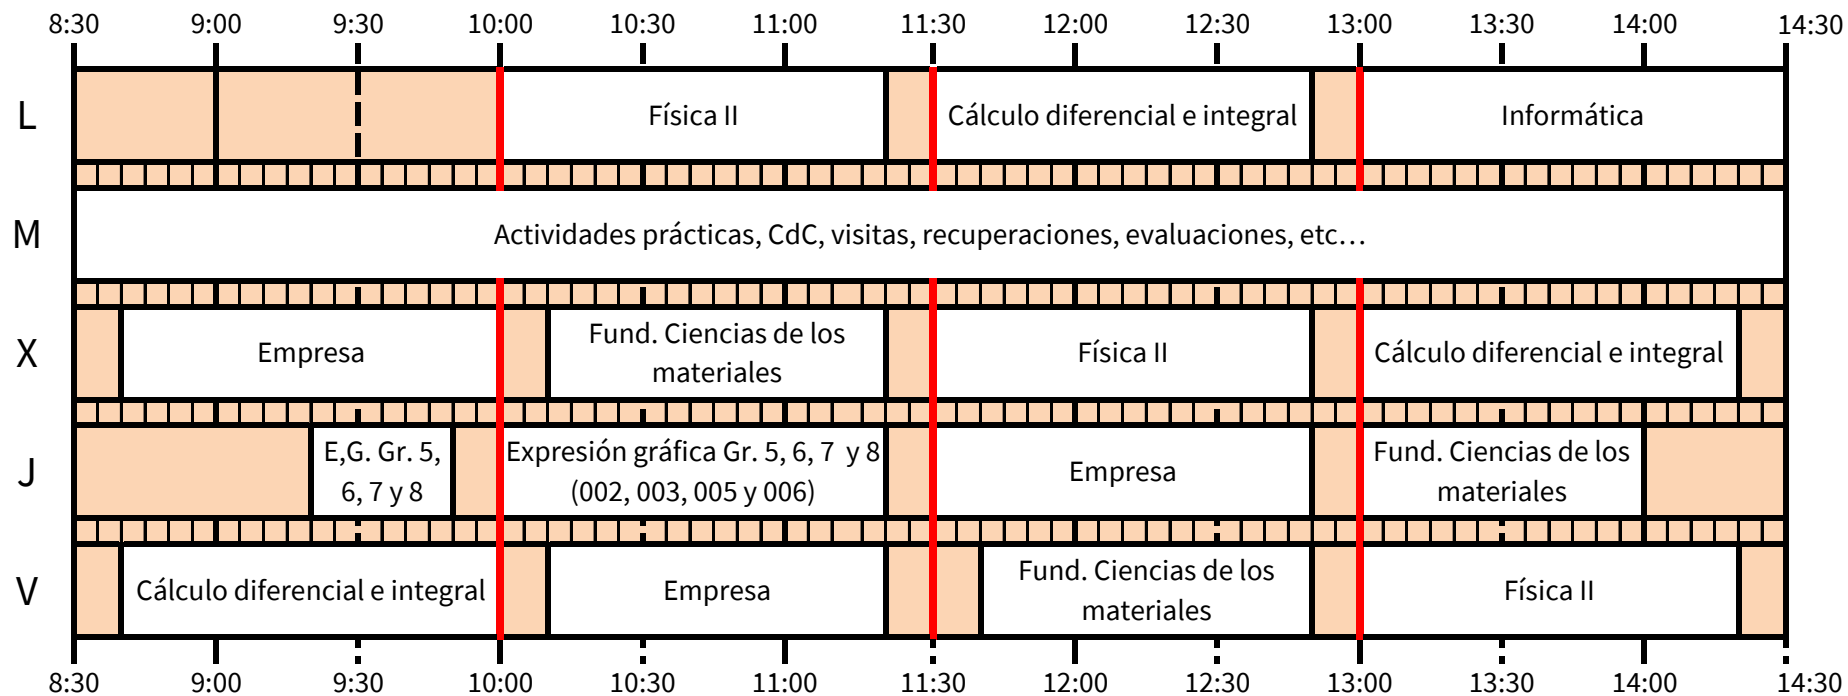 8:30 9:00 9:30 10:00 10:30 11:00 11:30 12:00 12:30 13:00 13:30 14:00 14:30
L Física II Cálculo diferencial e integral Informática
M Actividades prácticas, CdC, visitas, recuperaciones, evaluaciones, etc…
X Empresa Fund. Ciencias de los
materiales Física II Cálculo diferencial e integral
J E,G. Gr. 5,
6, 7 y 8 Expresión gráfica Gr. 5, 6, 7 y 8
(002, 003, 005 y 006) Empresa Fund. Ciencias de los
materiales
V Cálculo diferencial e integral Empresa Fund. Ciencias de los
materiales Física II
8:30 9:00 9:30 10:00 10:30 11:00 11:30 12:00 12:30 13:00 13:30 14:00 14:30